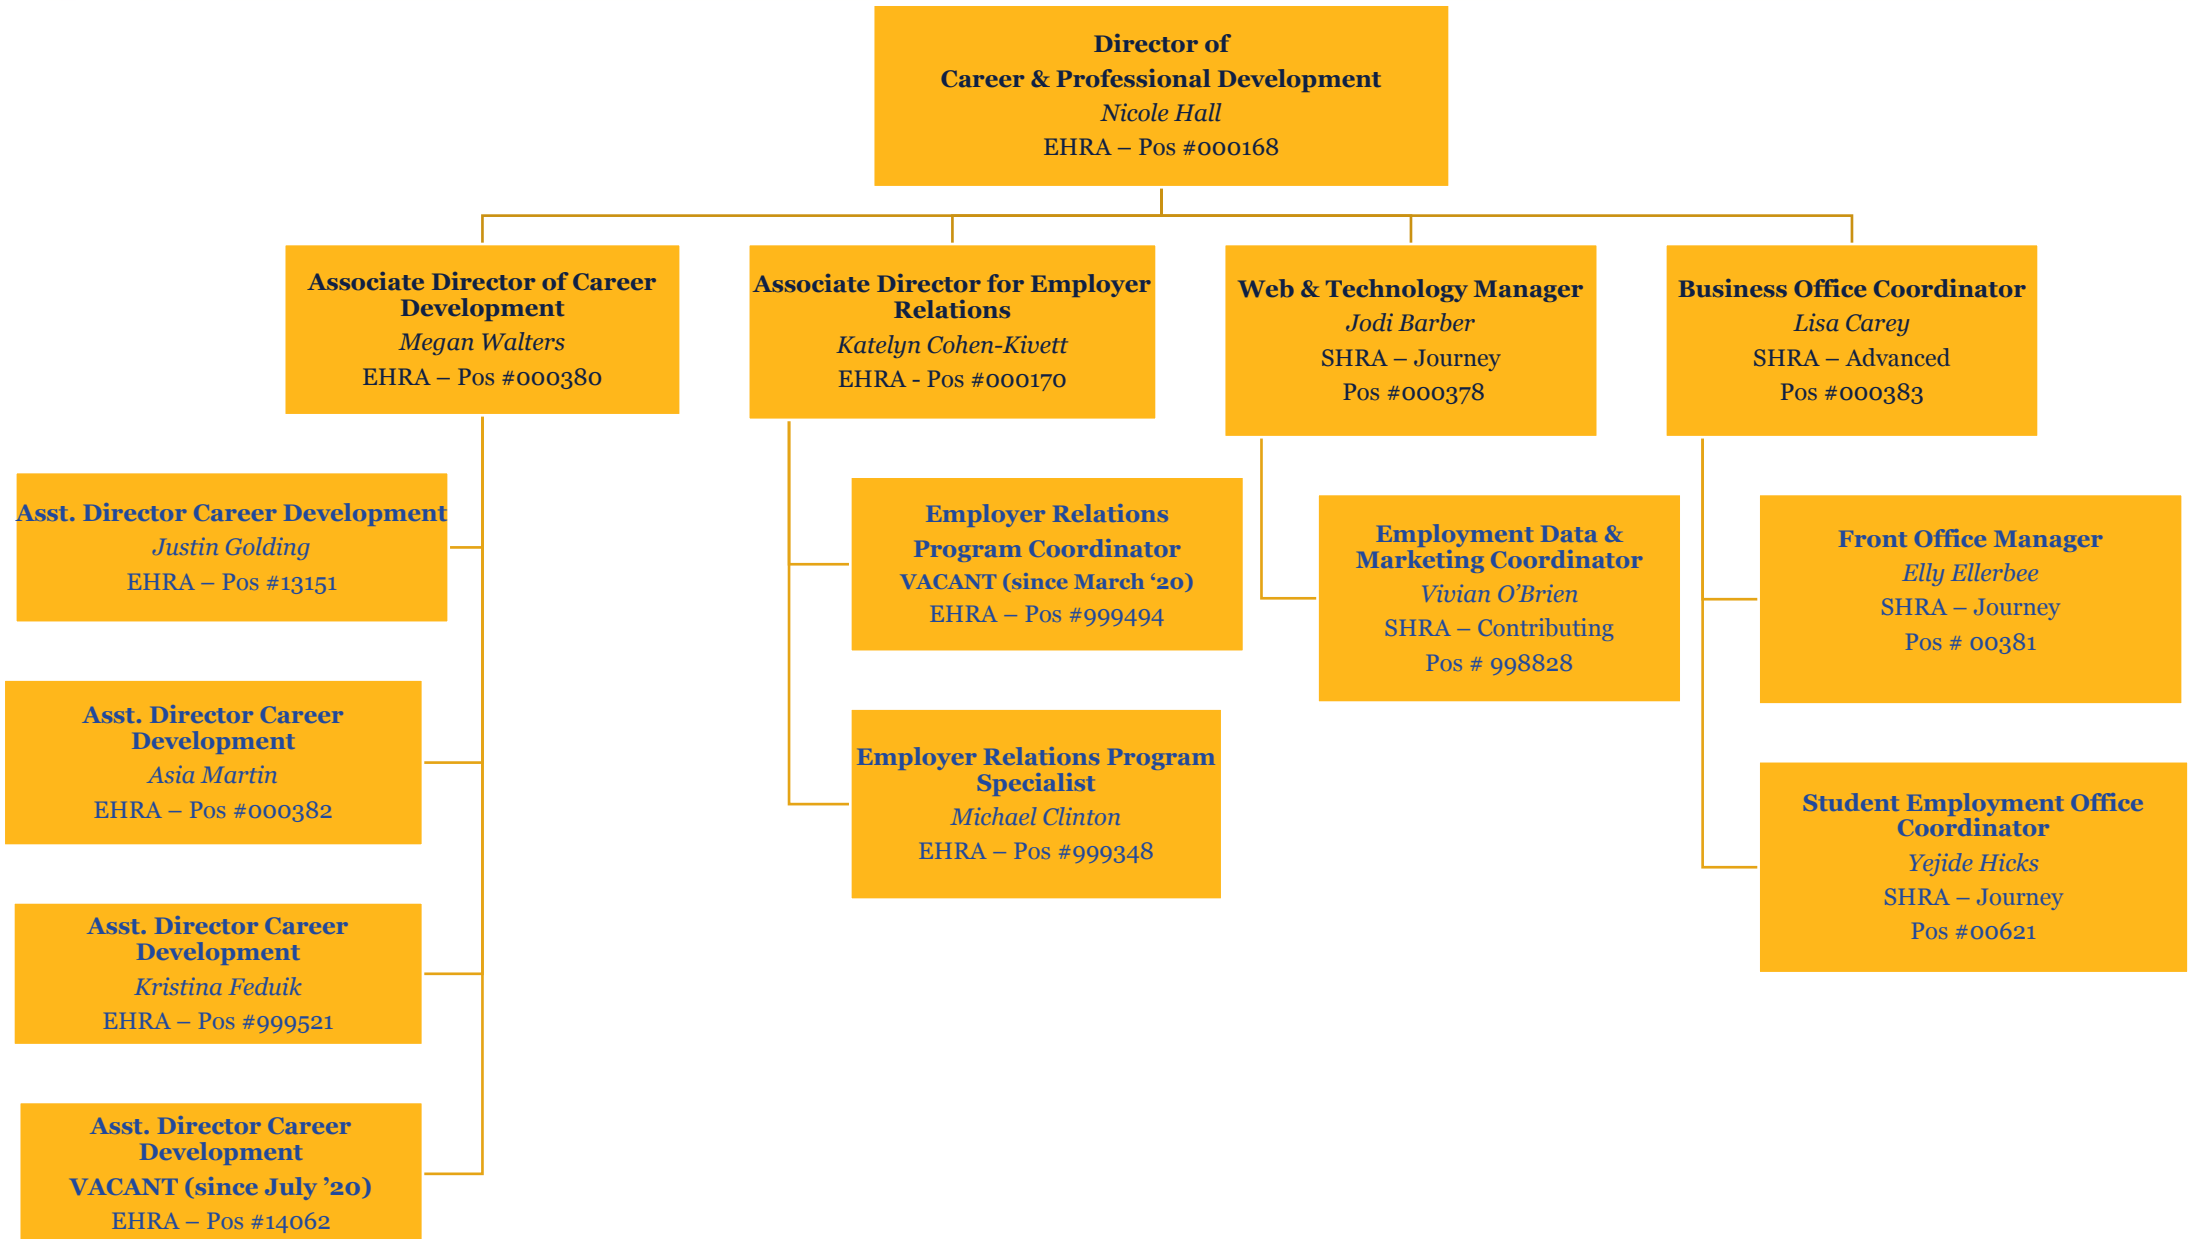 Director of
Career & Professional Development
Nicole Hall
EHRA – Pos #000168
Associate Director of Career
Development
Megan Walters
EHRA – Pos #000380
Associate Director for Employer
Relations
Katelyn Cohen-Kivett
EHRA - Pos #000170
Web & Technology Manager
Jodi Barber
SHRA – Journey
Pos #000378
Business Office Coordinator
Lisa Carey
SHRA – Advanced
Pos #000383
Asst. Director Career Development
Justin Golding
EHRA – Pos #13151
Asst. Director Career
Development
Asia Martin
EHRA – Pos #000382
Asst. Director Career
Development
Kristina Feduik
EHRA – Pos #999521
Asst. Director Career
Development
VACANT (since July ’20)
EHRA – Pos #14062
Employer Relations
Program Coordinator
VACANT (since March ‘20)
EHRA – Pos #999494
Employer Relations Program
Specialist
Michael Clinton
EHRA – Pos #999348
Employment Data &
Marketing Coordinator
Vivian O’Brien
SHRA – Contributing
Pos # 998828
Front Office Manager
Elly Ellerbee
SHRA – Journey
Pos # 00381
Student Employment Office
Coordinator
Yejide Hicks
SHRA – Journey
Pos #00621